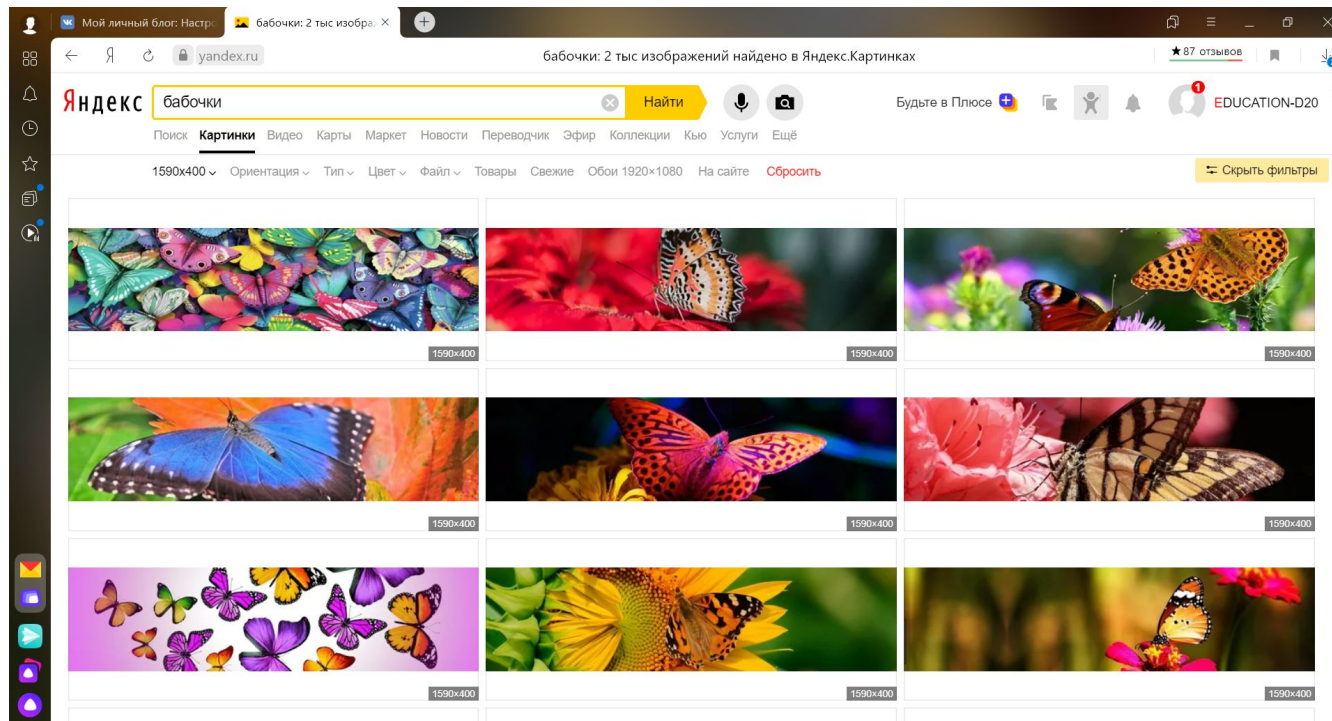 Мой личный блог: Настро
бабочки: 2 тыс изобра
yandex.ru
бабочки: 2 тыс изображений найдено в Яндекс.Картинках
★87 отзывов
Яндекс
бабочки
Найти
Будьте в Плюсе
1
EDUCATION-D20
Поиск Картинки Видео Карты Маркет Новости Переводчик Эфир Коллекции Кью Услуги Ещё
1590x400 Ориентация Тип Цвет Файл Товары Свежие Обои 1920×1080 На сайте Сбросить
Скрыть фильтры
1590×400 1590×400 1590×400
1590×400 1590×400 1590×400
1590×400 1590×400 1590×400